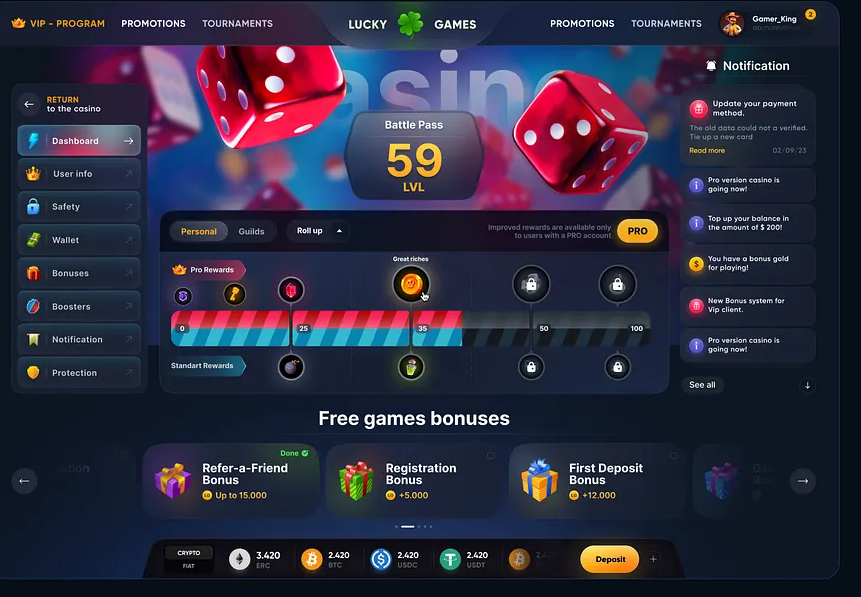 VIP - PROGRAM
PROMOTIONS
TOURNAMENTS
LUCKY
GAMES
PROMOTIONS
TOURNAMENTS
Gamer_King
2
asino
RETURN
to the casino
Dashboard
User info
Safety
Wallet
Bonuses
Boosters
Notification
Protection
Battle Pass
59
LVL
Personal
Guilds
Roll up
Improved rewards are available only
to users with a PRO account
PRO
Great riches
Pro Rewards
0
25
35
50
100
Standart Rewards
Notification
Update your payment
method.
The old data could not a verified.
Tie up a new card
Read more
02/09/23
Pro version casino is
going now!
Top up your balance in
the amount of $ 200!
You have a bonus gold
for playing!
New Bonus system for
Vip client.
Pro version casino is
going now!
See all
Free games bonuses
Done
Refer-a-Friend
Bonus
Up to 15.000
Registration
Bonus
+5.000
First Deposit
Bonus
+12.000
CRYPTO
FIAT
3.420
ERC
2.420
BTC
2.420
USDC
2.420
USDT
Deposit